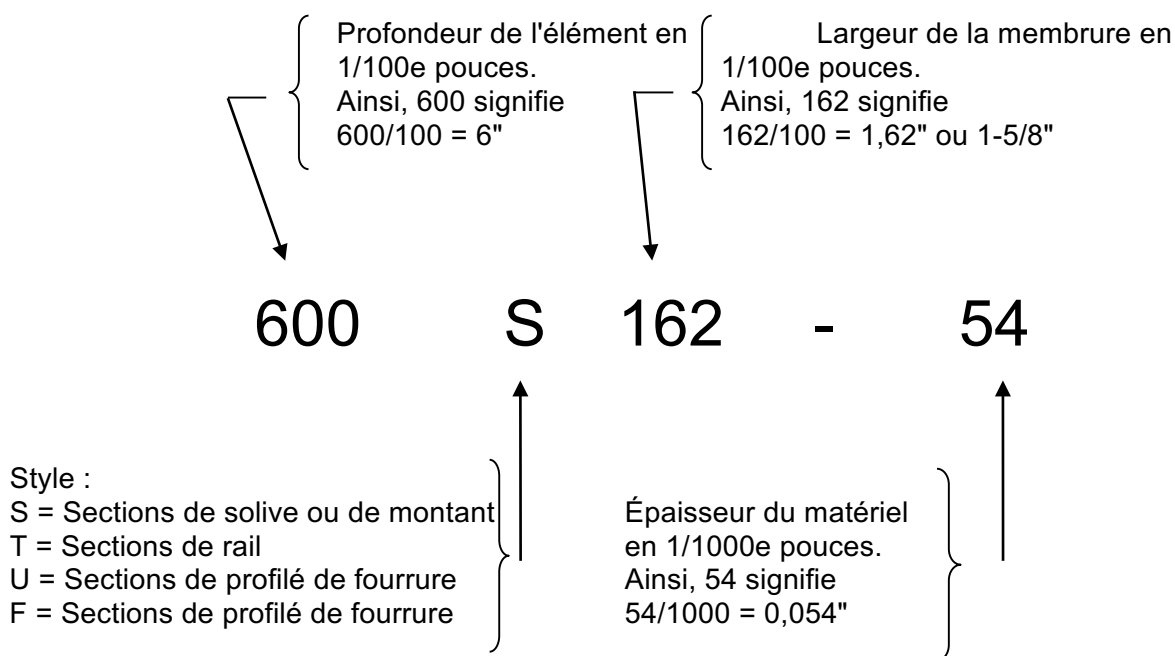 Profondeur de l'élément en
1/100e pouces.
Ainsi, 600 signifie
600/100 = 6"
Largeur de la membrure en
1/100e pouces.
Ainsi, 162 signifie
162/100 = 1,62" ou 1-5/8"
600 S 162 - 54
Style :
S = Sections de solive ou de montant
T = Sections de rail
U = Sections de profilé de fourrure
F = Sections de profilé de fourrure
Épaisseur du matériel
en 1/1000e pouces.
Ainsi, 54 signifie
54/1000 = 0,054"